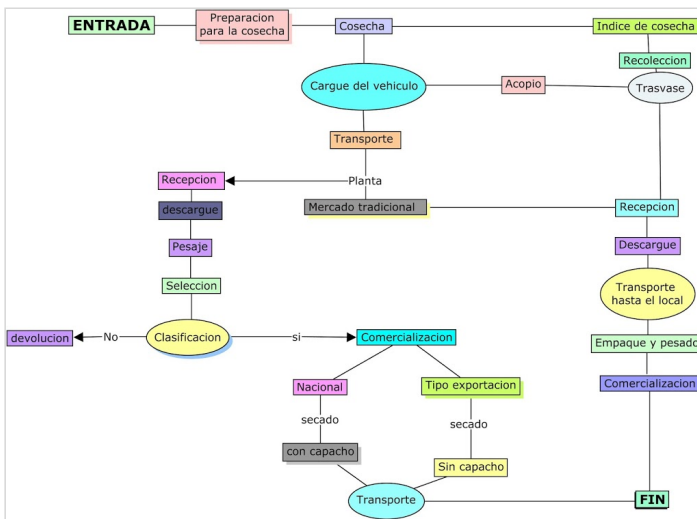 ENTRADA
Preparacion
para la cosecha
Cosecha
Indice de cosecha
Recoleccion
Cargue del vehiculo
Acopio
Trasvase
Transporte
Recepcion
Planta
descargue
Mercado tradicional
Recepcion
Pesaje
Descargue
Seleccion
Transporte
hasta el local
devolucion
No
Clasificacion
si
Comercializacion
Empaque y pesado
Nacional
Tipo exportacion
Comercializacion
secado
secado
con capacho
Sin capacho
Transporte
FIN